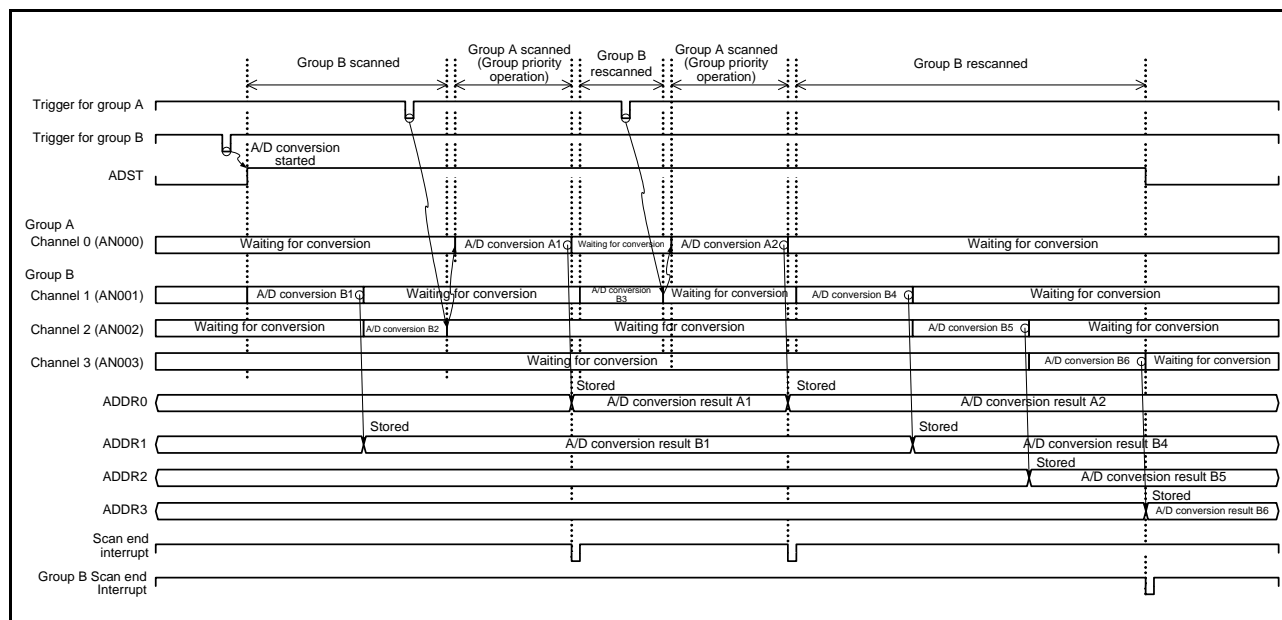 Group B scanned
Group A scanned
(Group priority
operation)
Group B
rescanned
Group A scanned
(Group priority
operation)
Group B rescanned
Trigger for group A
Trigger for group B
A/D conversion
started
ADST
Group A
Channel 0 (AN000)
Waiting for conversion
A/D conversion A1
Waiting for conversion
A/D conversion A2
Waiting for conversion
Group B
Channel 1 (AN001)
A/D conversion B1
Waiting for conversion
A/D conversion
B3
Waiting for conversion
A/D conversion B4
Waiting for conversion
Channel 2 (AN002)
Waiting for conversion
A/D conversion B2
Waiting for conversion
A/D conversion B5
Waiting for conversion
Channel 3 (AN003)
Waiting for conversion
A/D conversion B6
Waiting for conversion
Stored
Stored
ADDR0
A/D conversion result A1
A/D conversion result A2
Stored
Stored
ADDR1
A/D conversion result B1
A/D conversion result B4
Stored
ADDR2
A/D conversion result B5
Stored
ADDR3
A/D conversion result B6
Scan end
interrupt
Group B Scan end
Interrupt